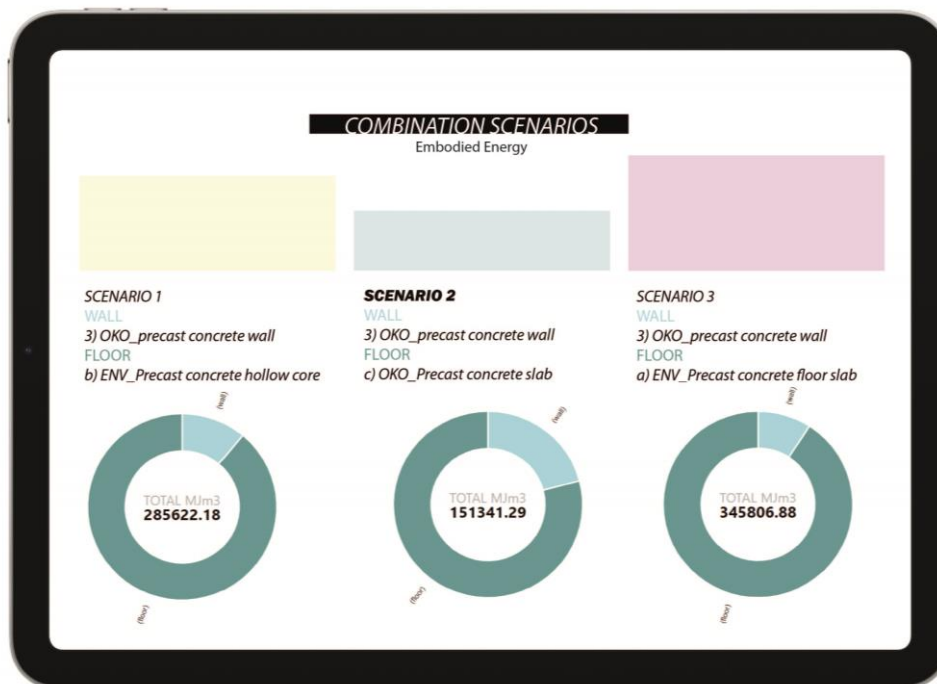 COMBINATION SCENARIOS
Embodied Energy
SCENARIO 1
WALL
3) OKO_precast concrete wall
FLOOR
b) ENV_Precast concrete hollow core
(wall)
TOTAL MJm3
285622.18
(floor)
SCENARIO 2
WALL
3) OKO_precast concrete wall
FLOOR
c) OKO_Precast concrete slab
(wall)
TOTAL MJm3
151341.29
(floor)
SCENARIO 3
WALL
3) OKO_precast concrete wall
FLOOR
a) ENV_Precast concrete floor slab
(wall)
TOTAL MJm3
345806.88
(floor)